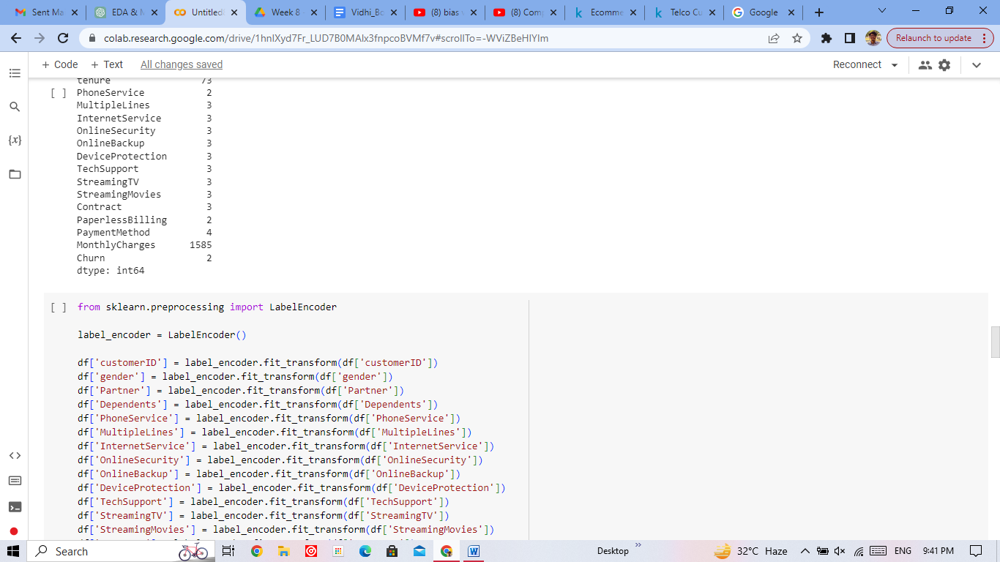 Sent Ma
EDA & M
Untitled
Week 8 -
Vidhi_Bo
(8) bias v
(8) Com
Ecomme
Telco Cu
Google
colab.research.google.com/drive/1hnlXyd7Fr_LUD7B0MAlx3fnpcoBVMf7v#scrollTo=-WViZBeHIYIm
Relaunch to update
+ Code + Text All changes saved
Reconnect
tenure 73
[ ] PhoneService 2
MultipleLines 3
InternetService 3
OnlineSecurity 3
OnlineBackup 3
DeviceProtection 3
TechSupport 3
StreamingTV 3
StreamingMovies 3
Contract 3
PaperlessBilling 2
PaymentMethod 4
MonthlyCharges 1585
Churn 2
dtype: int64
[ ] from sklearn.preprocessing import LabelEncoder
label_encoder = LabelEncoder()
df['customerID'] = label_encoder.fit_transform(df['customerID'])
df['gender'] = label_encoder.fit_transform(df['gender'])
df['Partner'] = label_encoder.fit_transform(df['Partner'])
df['Dependents'] = label_encoder.fit_transform(df['Dependents'])
df['PhoneService'] = label_encoder.fit_transform(df['PhoneService'])
df['MultipleLines'] = label_encoder.fit_transform(df['MultipleLines'])
df['InternetService'] = label_encoder.fit_transform(df['InternetService'])
df['OnlineSecurity'] = label_encoder.fit_transform(df['OnlineSecurity'])
df['OnlineBackup'] = label_encoder.fit_transform(df['OnlineBackup'])
df['DeviceProtection'] = label_encoder.fit_transform(df['DeviceProtection'])
df['TechSupport'] = label_encoder.fit_transform(df['TechSupport'])
df['StreamingTV'] = label_encoder.fit_transform(df['StreamingTV'])
df['StreamingMovies'] = label_encoder.fit_transform(df['StreamingMovies'])
Search
Desktop
32°C Haze
ENG
9:41 PM